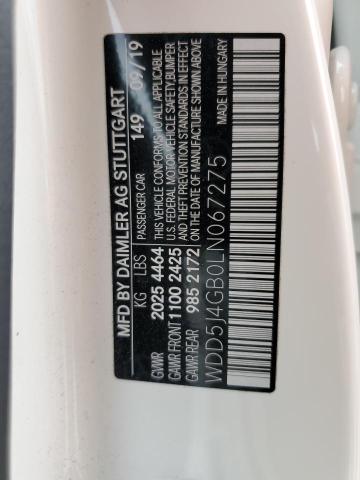 MFD BY DAIMLER AG STUTTGART
KG LBS PASSENGER CAR 149 09/19
GVWR 2025 4464 THIS VEHICLE CONFORMS TO ALL APPLICABLE
GAWR FRONT 1100 2425 U.S. FEDERAL MOTOR VEHICLE SAFETY, BUMPER
AND THEFT PREVENTION STANDARDS IN EFFECT
GAWR REAR 985 2172 ON THE DATE OF MANUFACTURE SHOWN ABOVE
WDD5J4GB0LN067275 MADE IN HUNGARY